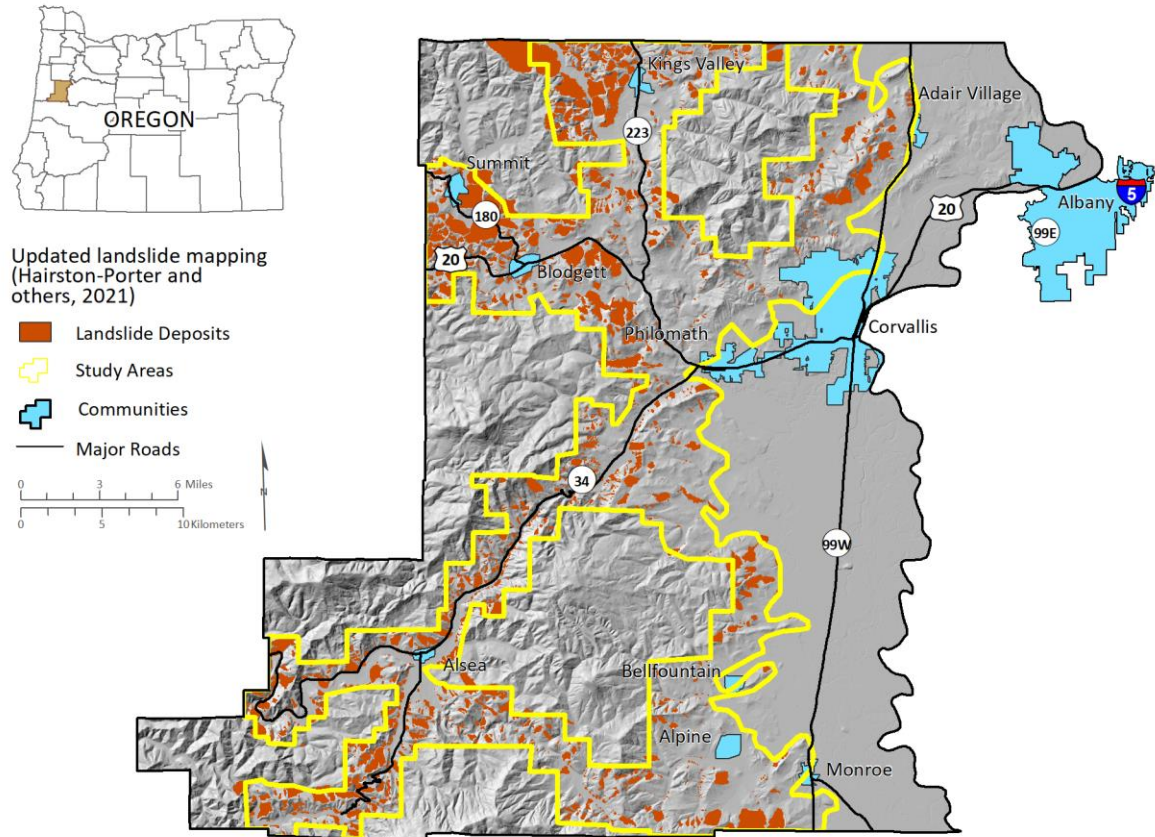 OREGON
Updated landslide mapping
(Hairston-Porter and
others, 2021)
Landslide Deposits
Study Areas
Communities
Major Roads
0 3 6 Miles
0 5 10 Kilometers
N
Kings Valley
223
Adair Village
Summit
180
20
Blodgett
20
Albany
5
99E
Philomath
Corvallis
34
99W
Alsea
Bellfountain
Alpine
Monroe